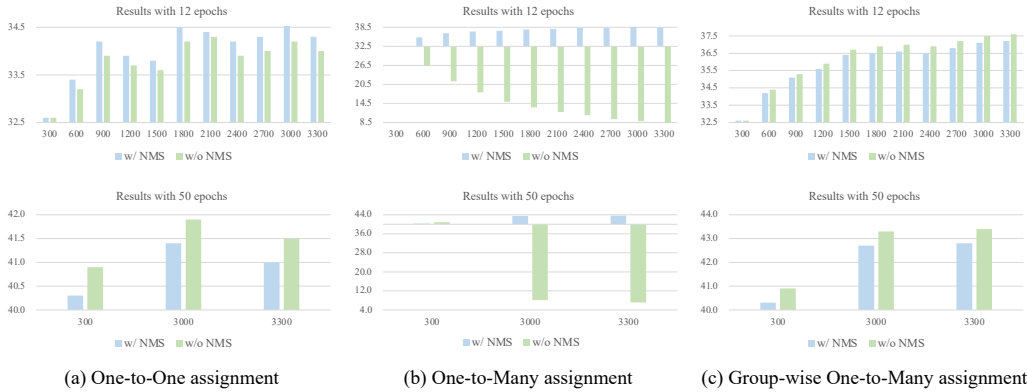 Results with 12 epochs
34.5
33.5
32.5
300 600 900 1200 1500 1800 2100 2400 2700 3000 3300
w/ NMS w/o NMS
Results with 12 epochs
38.5
32.5
26.5
20.5
14.5
8.5
300 600 900 1200 1500 1800 2100 2400 2700 3000 3300
w/ NMS w/o NMS
Results with 12 epochs
37.5
36.5
35.5
34.5
33.5
32.5
300 600 900 1200 1500 1800 2100 2400 2700 3000 3300
w/ NMS w/o NMS
Results with 50 epochs
42.0
41.5
41.0
40.5
40.0
300 3000 3300
w/ NMS w/o NMS
(a) One-to-One assignment
Results with 50 epochs
44.0
36.0
28.0
20.0
12.0
4.0
300 3000 3300
w/ NMS w/o NMS
(b) One-to-Many assignment
Results with 50 epochs
44.0
43.0
42.0
41.0
40.0
300 3000 3300
w/ NMS w/o NMS
(c) Group-wise One-to-Many assignment